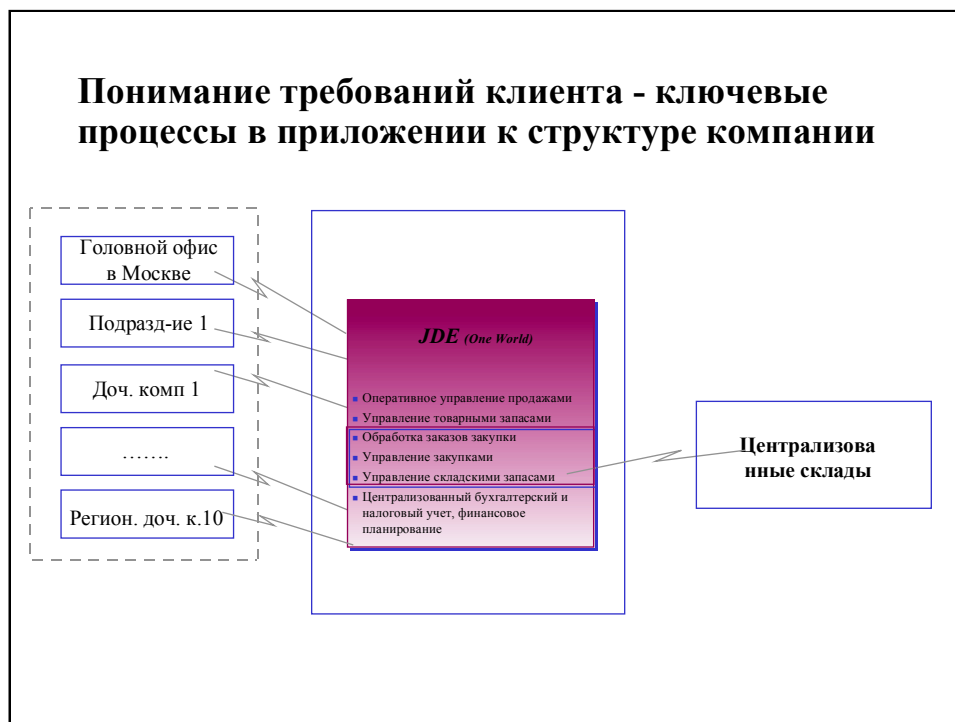 Понимание требований клиента - ключевые
процессы в приложении к структуре компании
Головной офис
в Москве
Подразд-ие 1
Доч. комп 1
…….
Регион. доч. к.10
JDE (One World)
Оперативное управление продажами
Управление товарными запасами
Обработка заказов закупки
Управление закупками
Управление складскими запасами
Централизованный бухгалтерский и
налоговый учет, финансовое
планирование
Централизова
нные склады